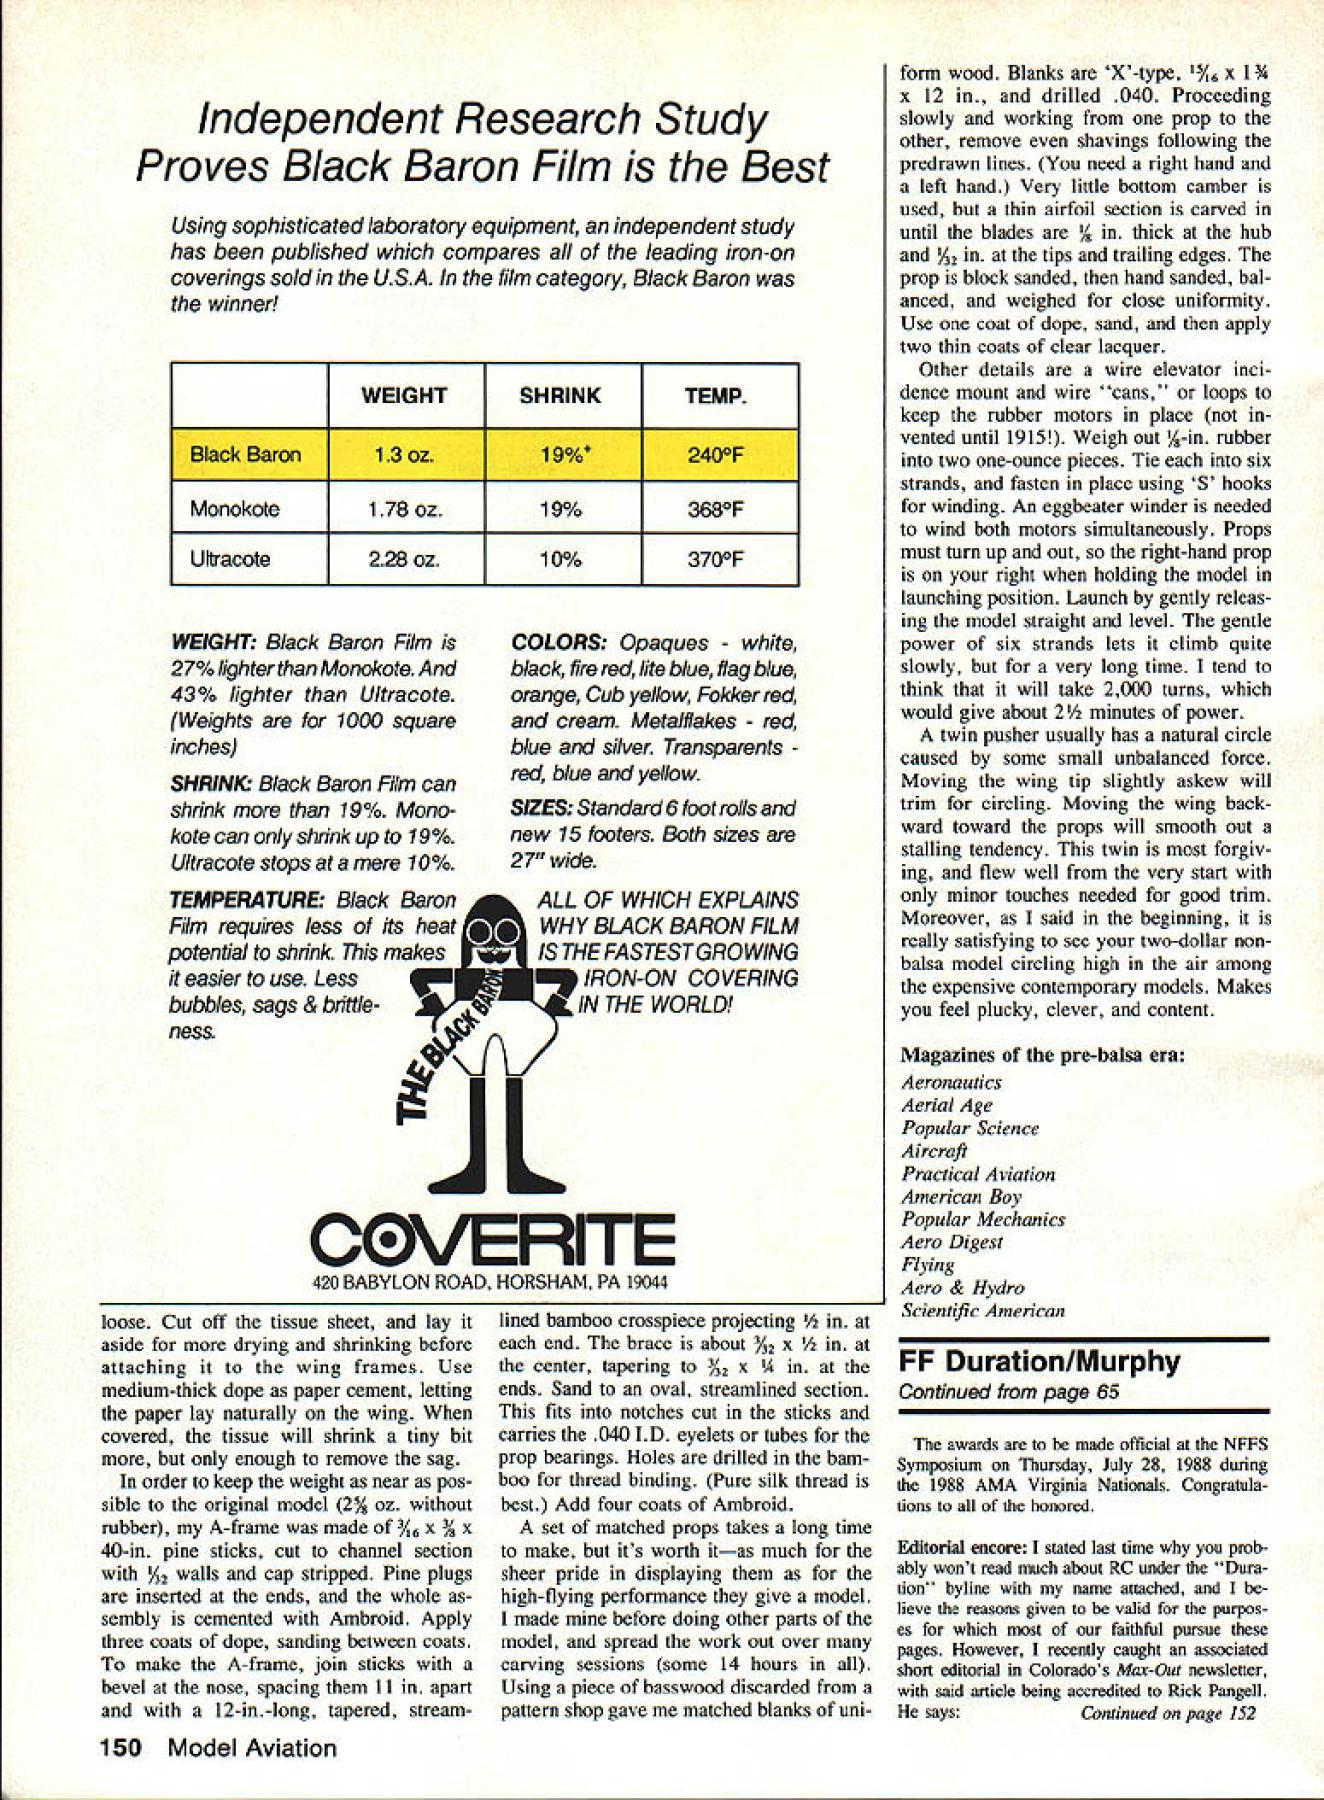 Independent Research Study
Proves Black Baron Film is the Best
Using sophisticated laboratory equipment, an independent study
has been published which compares all of the leading iron-on
coverings sold in the U.S.A. In the film category, Black Baron was
the winner!
WEIGHT SHRINK TEMP.
Black Baron 1.3 oz. 19%+ 240°F
Monokote 1.78 oz. 19% 368°F
Ultracote 2.28 oz. 10% 370°F
WEIGHT: Black Baron Film is
27% lighter than Monokote. And
43% lighter than Ultracote.
(Weights are for 1000 square
inches)
SHRINK: Black Baron Film can
shrink more than 19%. Mono-
kote can only shrink up to 19%.
Ultracote stops at a mere 10%.
TEMPERATURE: Black Baron
Film requires less of its heat
potential to shrink. This makes
it easier to use. Less
bubbles, sags & brittle-
ness.
COLORS: Opaques - white,
black, fire red, lite blue, flag blue,
orange, Cub yellow, Fokker red,
and cream. Metalflakes - red,
blue and silver. Transparents -
red, blue and yellow.
SIZES: Standard 6 foot rolls and
new 15 footers. Both sizes are
27" wide.
ALL OF WHICH EXPLAINS
WHY BLACK BARON FILM
IS THE FASTEST GROWING
IRON-ON COVERING
IN THE WORLD!
THE BLACK BARON
COVERITE
420 BABYLON ROAD, HORSHAM, PA 19044
loose. Cut off the tissue sheet, and lay it
aside for more drying and shrinking before
attaching it to the wing frames. Use
medium-thick dope as paper cement, letting
the paper lay naturally on the wing. When
covered, the tissue will shrink a tiny bit
more, but only enough to remove the sag.
In order to keep the weight as near as pos-
sible to the original model (2⅝ oz. without
rubber), my A-frame was made of 3/16 x ⅜ x
40-in. pine sticks, cut to channel section
with 1/32 walls and cap stripped. Pine plugs
are inserted at the ends, and the whole as-
sembly is cemented with Ambroid. Apply
three coats of dope, sanding between coats.
To make the A-frame, join sticks with a
bevel at the nose, spacing them 11 in. apart
and with a 12-in.-long, tapered, stream-
lined bamboo crosspiece projecting ½ in. at
each end. The brace is about 3/32 x ½ in. at
the center, tapering to 3/32 x ¼ in. at the
ends. Sand to an oval, streamlined section.
This fits into notches cut in the sticks and
carries the .040 I.D. eyelets or tubes for the
prop bearings. Holes are drilled in the bam-
boo for thread binding. (Pure silk thread is
best.) Add four coats of Ambroid.
A set of matched props takes a long time
to make, but it's worth it—as much for the
sheer pride in displaying them as for the
high-flying performance they give a model.
I made mine before doing other parts of the
model, and spread the work out over many
carving sessions (some 14 hours in all).
Using a piece of basswood discarded from a
pattern shop gave me matched blanks of uni-
form wood. Blanks are 'X'-type, 15/16 x 1¾
x 12 in., and drilled .040. Proceeding
slowly and working from one prop to the
other, remove even shavings following the
predrawn lines. (You need a right hand and
a left hand.) Very little bottom camber is
used, but a thin airfoil section is carved in
until the blades are ⅛ in. thick at the hub
and 1/32 in. at the tips and trailing edges. The
prop is block sanded, then hand sanded, bal-
anced, and weighed for close uniformity.
Use one coat of dope, sand, and then apply
two thin coats of clear lacquer.
Other details are a wire elevator inci-
dence mount and wire "cans," or loops to
keep the rubber motors in place (not in-
vented until 1915!). Weigh out ⅛-in. rubber
into two one-ounce pieces. Tie each into six
strands, and fasten in place using 'S' hooks
for winding. An eggbeater winder is needed
to wind both motors simultaneously. Props
must turn up and out, so the right-hand prop
is on your right when holding the model in
launching position. Launch by gently releas-
ing the model straight and level. The gentle
power of six strands lets it climb quite
slowly, but for a very long time. I tend to
think that it will take 2,000 turns, which
would give about 2½ minutes of power.
A twin pusher usually has a natural circle
caused by some small unbalanced force.
Moving the wing tip slightly askew will
trim for circling. Moving the wing back-
ward toward the props will smooth out a
stalling tendency. This twin is most forgiv-
ing, and flew well from the very start with
only minor touches needed for good trim.
Moreover, as I said in the beginning, it is
really satisfying to see your two-dollar non-
balsa model circling high in the air among
the expensive contemporary models. Makes
you feel plucky, clever, and content.
Magazines of the pre-balsa era:
Aeronautics
Aerial Age
Popular Science
Aircraft
Practical Aviation
American Boy
Popular Mechanics
Aero Digest
Flying
Aero & Hydro
Scientific American
FF Duration/Murphy
Continued from page 65
The awards are to be made official at the NFFS
Symposium on Thursday, July 28, 1988 during
the 1988 AMA Virginia Nationals. Congratula-
tions to all of the honored.
Editorial encore: I stated last time why you prob-
ably won't read much about RC under the "Dura-
tion" byline with my name attached, and I be-
lieve the reasons given to be valid for the purpos-
es for which most of our faithful pursue these
pages. However, I recently caught an associated
short editorial in Colorado's Max-Out newsletter,
with said article being accredited to Rick Pangell.
He says: Continued on page 152
150 Model Aviation